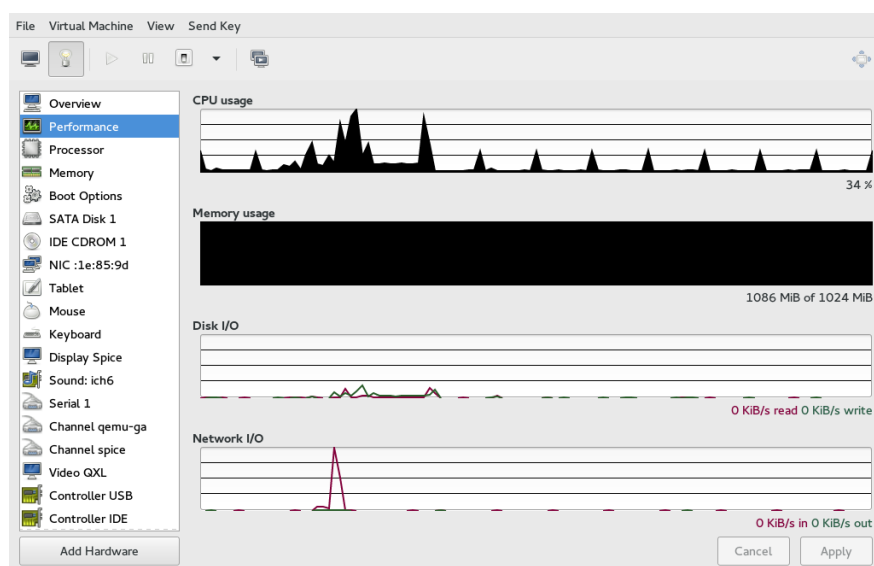 File Virtual Machine View Send Key
Overview
Performance
Processor
Memory
Boot Options
SATA Disk 1
IDE CDROM 1
NIC :1e:85:9d
Tablet
Mouse
Keyboard
Display Spice
Sound: ich6
Serial 1
Channel qemu-ga
Channel spice
Video QXL
Controller USB
Controller IDE
Add Hardware
CPU usage
34 %
Memory usage
1086 MiB of 1024 MiB
Disk I/O
0 KiB/s read 0 KiB/s write
Network I/O
0 KiB/s in 0 KiB/s out
Cancel Apply